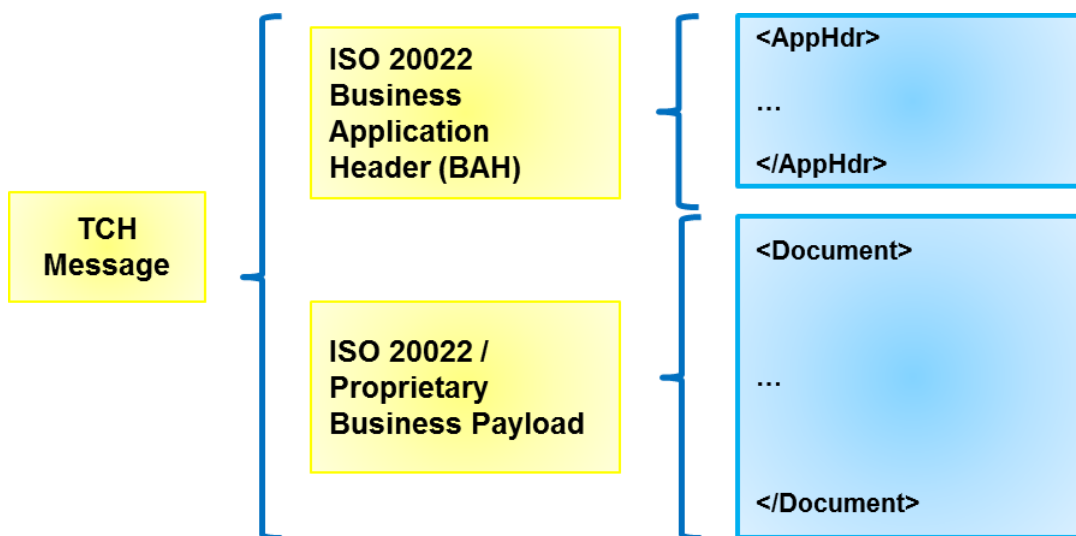 TCH
Message
ISO 20022
Business
Application
Header (BAH)
ISO 20022 /
Proprietary
Business Payload
<AppHdr>
…
</AppHdr>
<Document>
…
</Document>